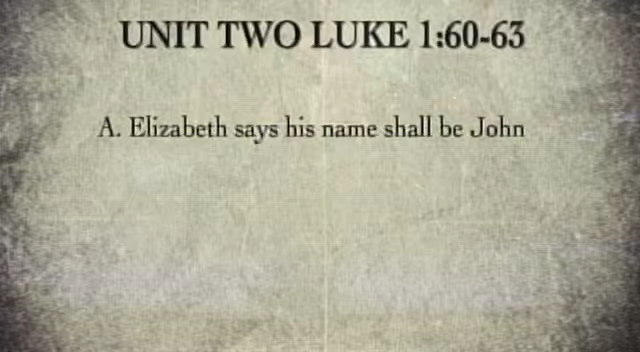 UNIT TWO LUKE 1:60-63
A. Elizabeth says his name shall be John